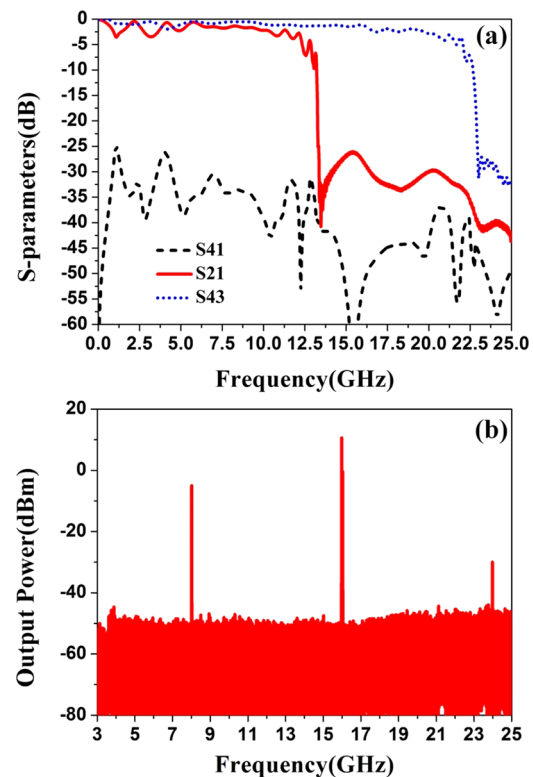 (a)
S-parameters(dB)
0
-5
-10
-15
-20
-25
-30
-35
-40
-45
-50
-55
-60
S41
S21
S43
0.0 2.5 5.0 7.5 10.0 12.5 15.0 17.5 20.0 22.5 25.0
Frequency(GHz)
(b)
Output Power(dBm)
20
0
-20
-40
-60
-80
3 5 7 9 11 13 15 17 19 21 23 25
Frequency(GHz)